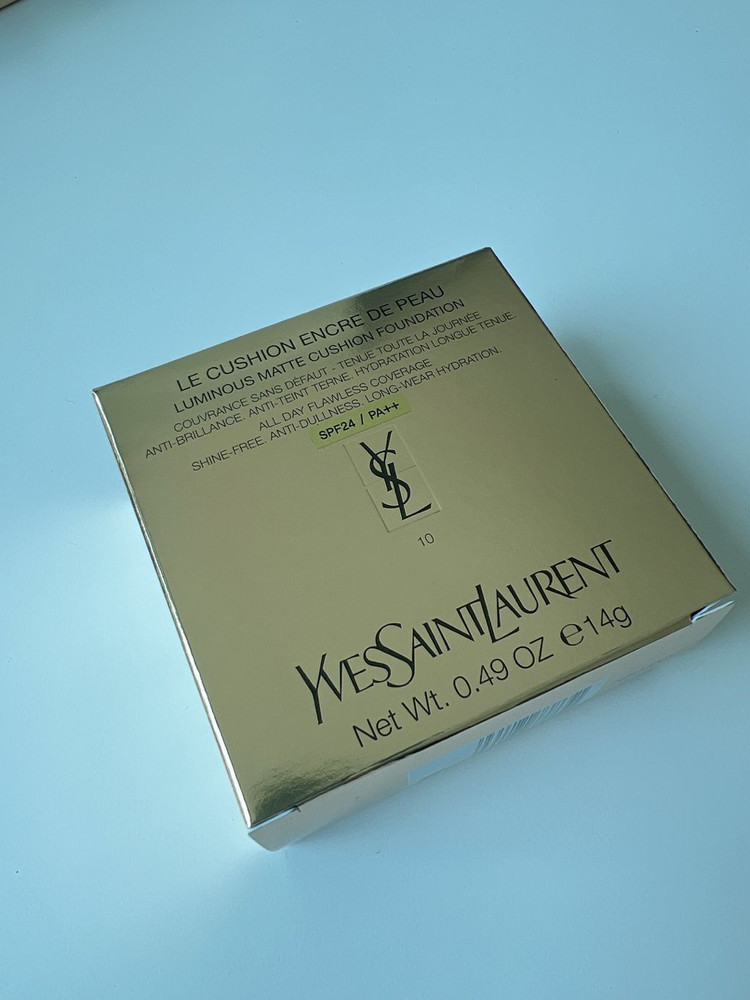 LE CUSHION ENCRE DE PEAU
LUMINOUS MATTE CUSHION FOUNDATION
COUVRANCE SANS DÉFAUT - TENUE TOUTE LA JOURNÉE
ANTI-BRILLANCE. ANTI-TEINT TERNE. HYDRATATION LONGUE TENUE.
ALL DAY FLAWLESS COVERAGE
SHINE-FREE. ANTI-DULLNESS. LONG-WEAR HYDRATION.
SPF24 / PA++
YSL
10
YVESSAINTLAURENT
Net Wt. 0.49 OZ ℮14g